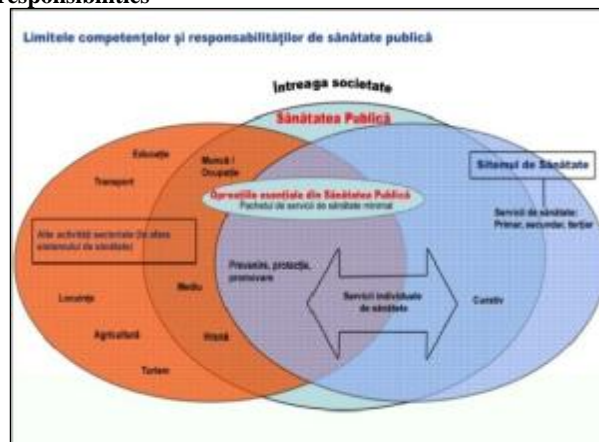 responsibilities
Limitele competențelor și responsabilităților de sănătate publică
Întreaga societate
Sănătatea Publică
Educație
Muncă /
Ocupație
Transport
Sitemul de Sănătate
Operațiile esențiale din Sănătatea Publică
Pachetul de servicii de sănătate minimal
Servicii de sănătate:
Primar, secundar, terțiar
Alte activități sectoriale (în afara
sistemului de sănătate)
Prevenire, protecție,
promovare
Mediu
Locuințe
Servicii individuale
de sănătate
Curativ
Agricultură
Hrană
Turism